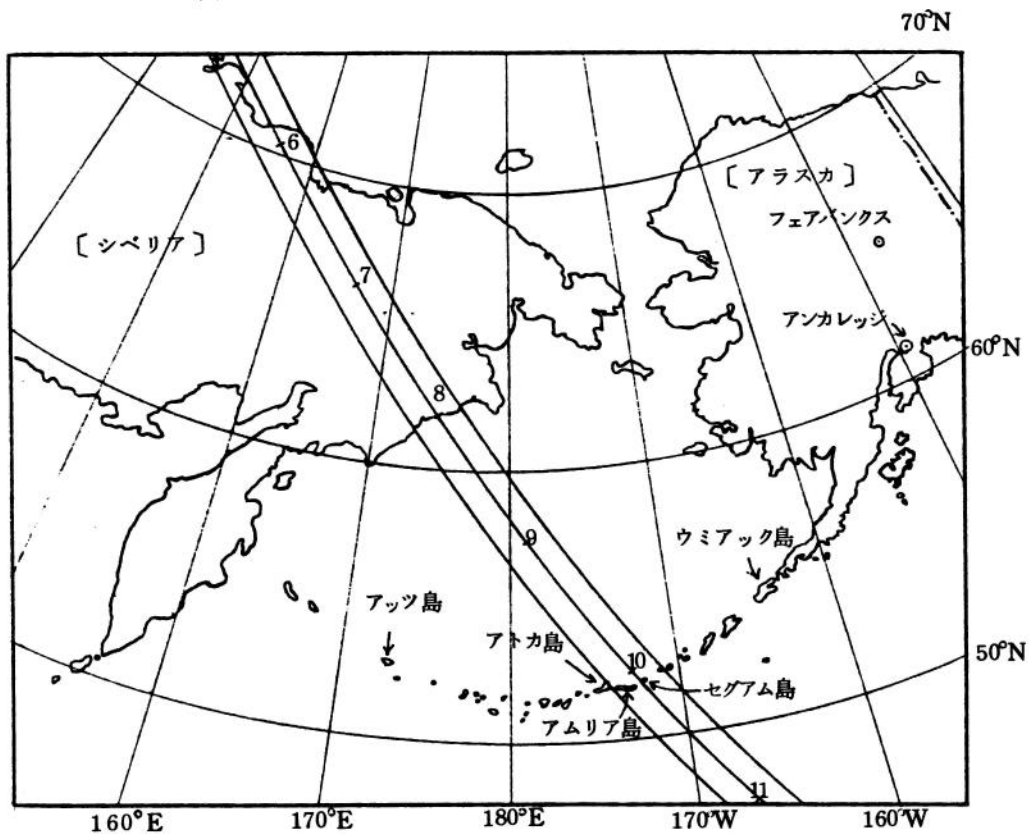 70°N
6
〔 アラスカ 〕
フェアバンクス
〔 シベリア 〕
7
アンカレッジ
60°N
8
9
ウミアック島
アッツ島
アトカ島
10
50°N
セグアム島
アムリア島
11
160°E
170°E
180°E
170°W
160°W